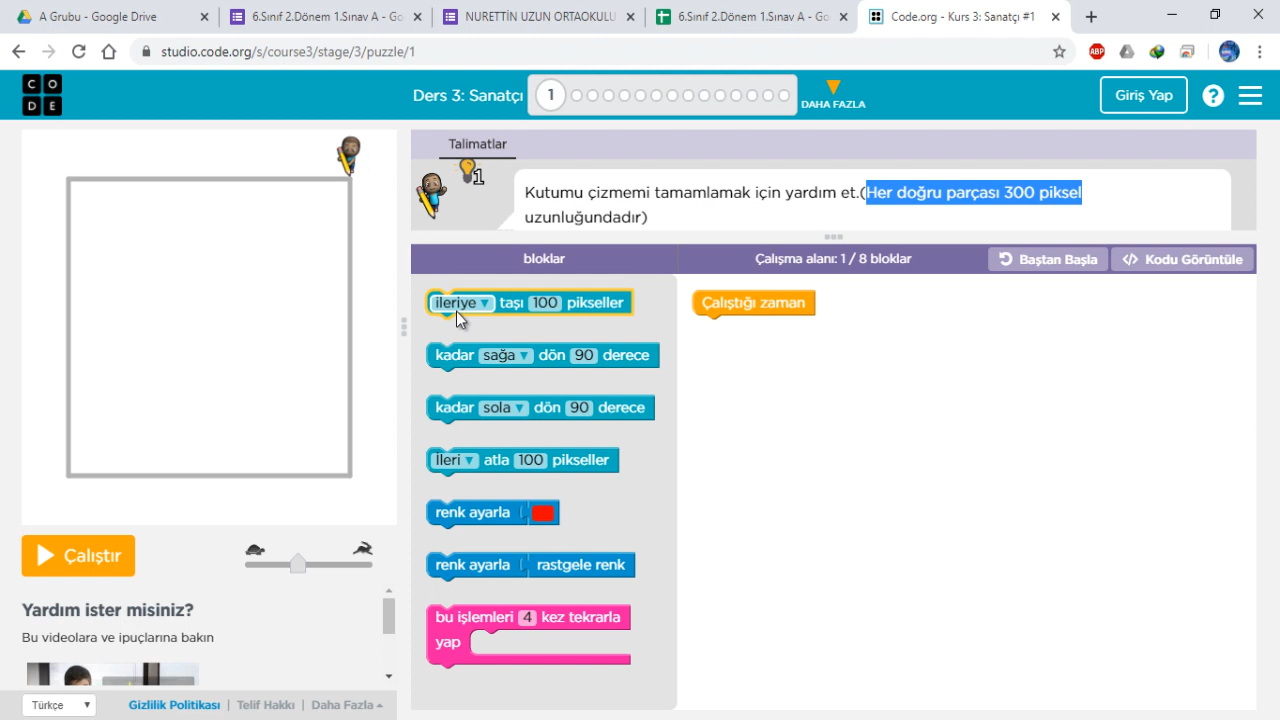 A Grubu - Google Drive
6.Sınıf 2.Dönem 1.Sınav A - Go
NURETTİN UZUN ORTAOKULU
6.Sınıf 2.Dönem 1.Sınav A - Go
Code.org - Kurs 3: Sanatçı #1
studio.code.org/s/course3/stage/3/puzzle/1
ABP
C O
D E
Ders 3: Sanatçı
1
DAHA FAZLA
Giriş Yap
?
Talimatlar
1
Kutumu çizmemi tamamlamak için yardım et.(Her doğru parçası 300 piksel
uzunluğundadır)
bloklar
Çalışma alanı: 1 / 8 bloklar
Baştan Başla
</> Kodu Görüntüle
ileriye taşı 100 pikseller
Çalıştığı zaman
kadar sağa dön 90 derece
kadar sola dön 90 derece
İleri atla 100 pikseller
renk ayarla
renk ayarla rastgele renk
bu işlemleri 4 kez tekrarla
yap
Çalıştır
Yardım ister misiniz?
Bu videolara ve ipuçlarına bakın
Türkçe
Gizlilik Politikası | Telif Hakkı | Daha Fazla